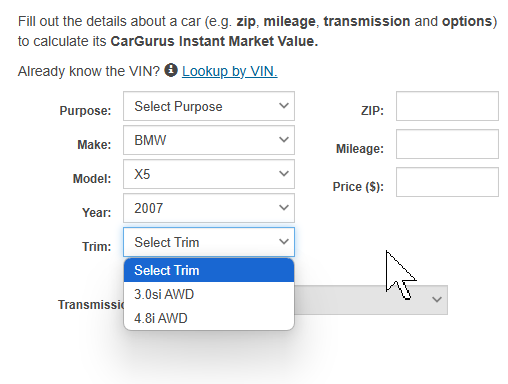 Fill out the details about a car (e.g. zip, mileage, transmission and options)
to calculate its CarGurus Instant Market Value.
Already know the VIN? Lookup by VIN.
Purpose: Select Purpose ZIP:
Make: BMW
Mileage:
Model: X5
Price ($):
Year: 2007
Trim: Select Trim
Select Trim
3.0si AWD
Transmissi
4.8i AWD